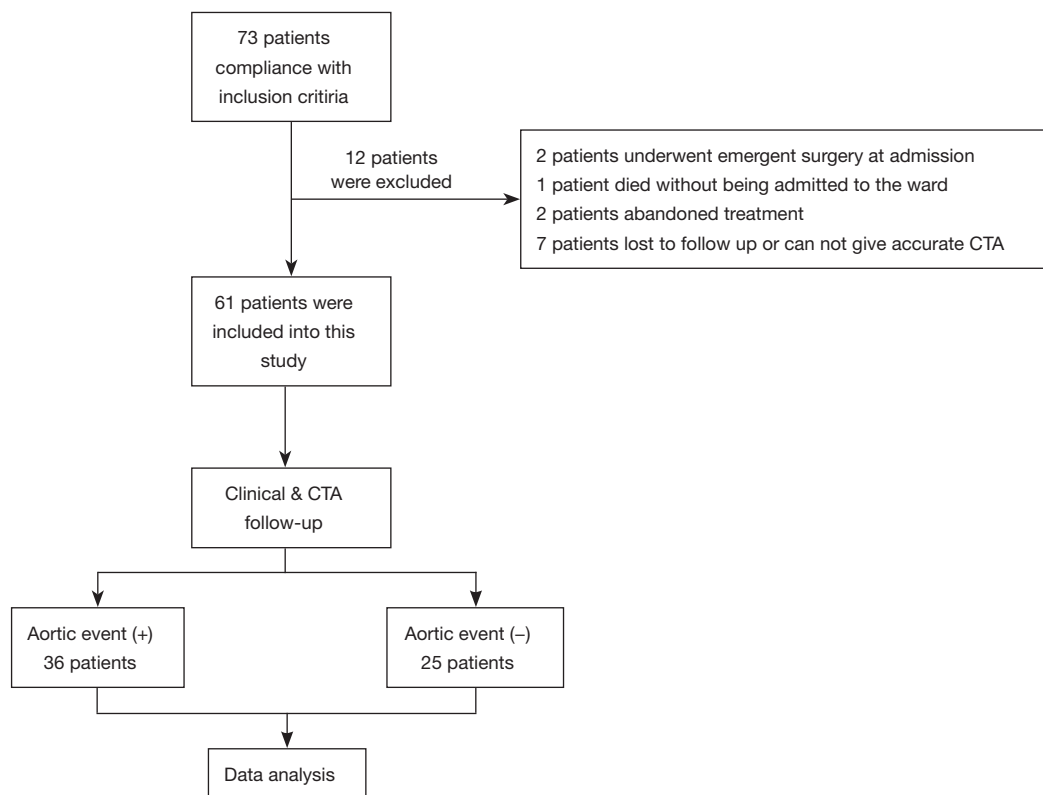 73 patients
compliance with
inclusion critiria
12 patients
were excluded
2 patients underwent emergent surgery at admission
1 patient died without being admitted to the ward
2 patients abandoned treatment
7 patients lost to follow up or can not give accurate CTA
61 patients were
included into this
study
Clinical & CTA
follow-up
Aortic event (+)
36 patients
Aortic event (–)
25 patients
Data analysis